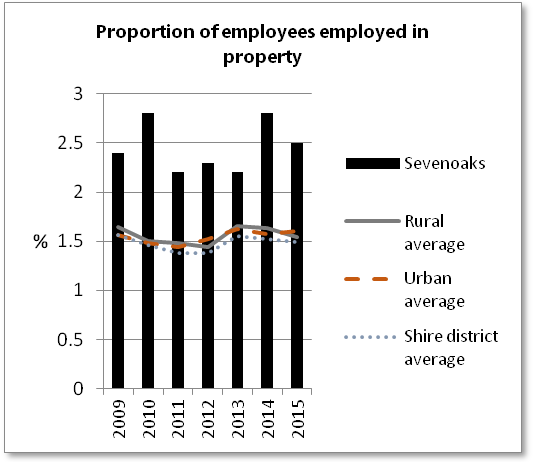 Proportion of employees employed in
property
3
2.5
2
1.5
1
0.5
0
%
2009
2010
2011
2012
2013
2014
2015
Sevenoaks
Rural
average
Urban
average
Shire district
average